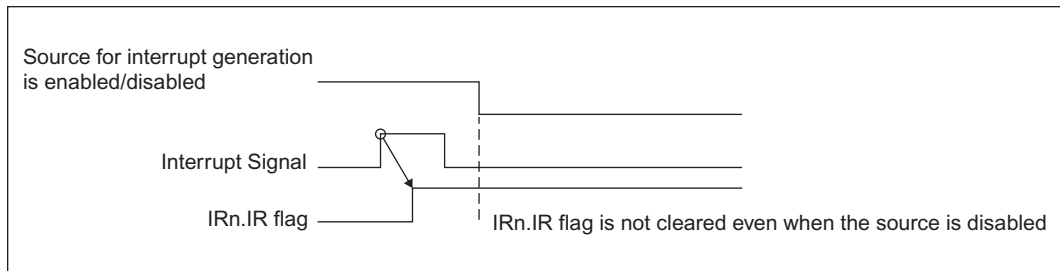 Source for interrupt generation
is enabled/disabled
Interrupt Signal
IRn.IR flag
IRn.IR flag is not cleared even when the source is disabled